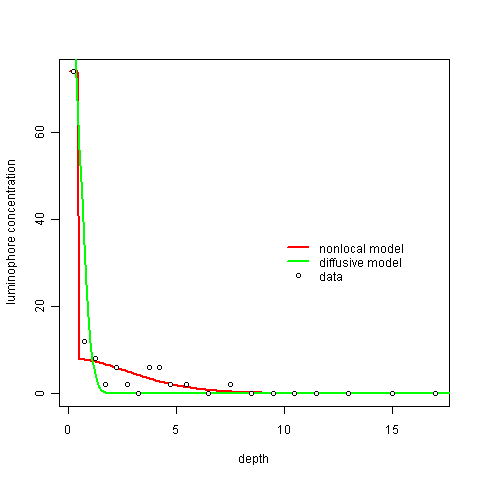 luminophore concentration
60
40
20
0
nonlocal model
diffusive model
data
0 5 10 15
depth